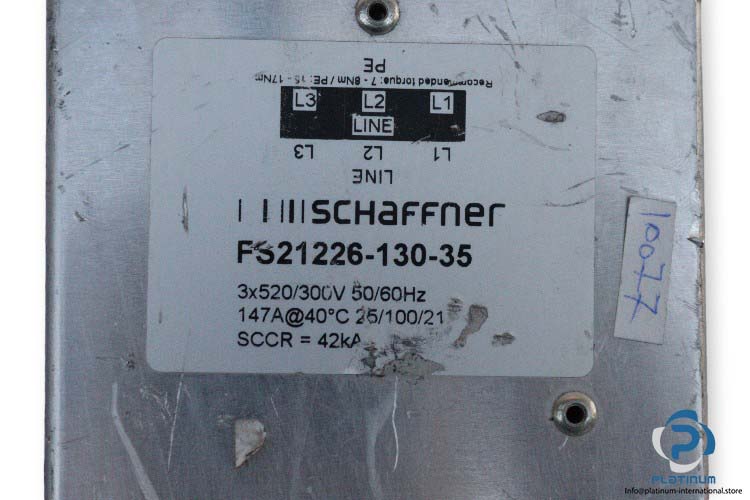 PE
Recommended torque: 7 - 8Nm / PE: 15 - 17Nm
L3 L2 L1
LINE
L3 L2 L1
LINE
SCHAFFNER
FS21226-130-35
3x520/300V 50/60Hz
147A@40°C 25/100/21
SCCR = 42kA
10077
PLATINUM
info@platinum-international.store